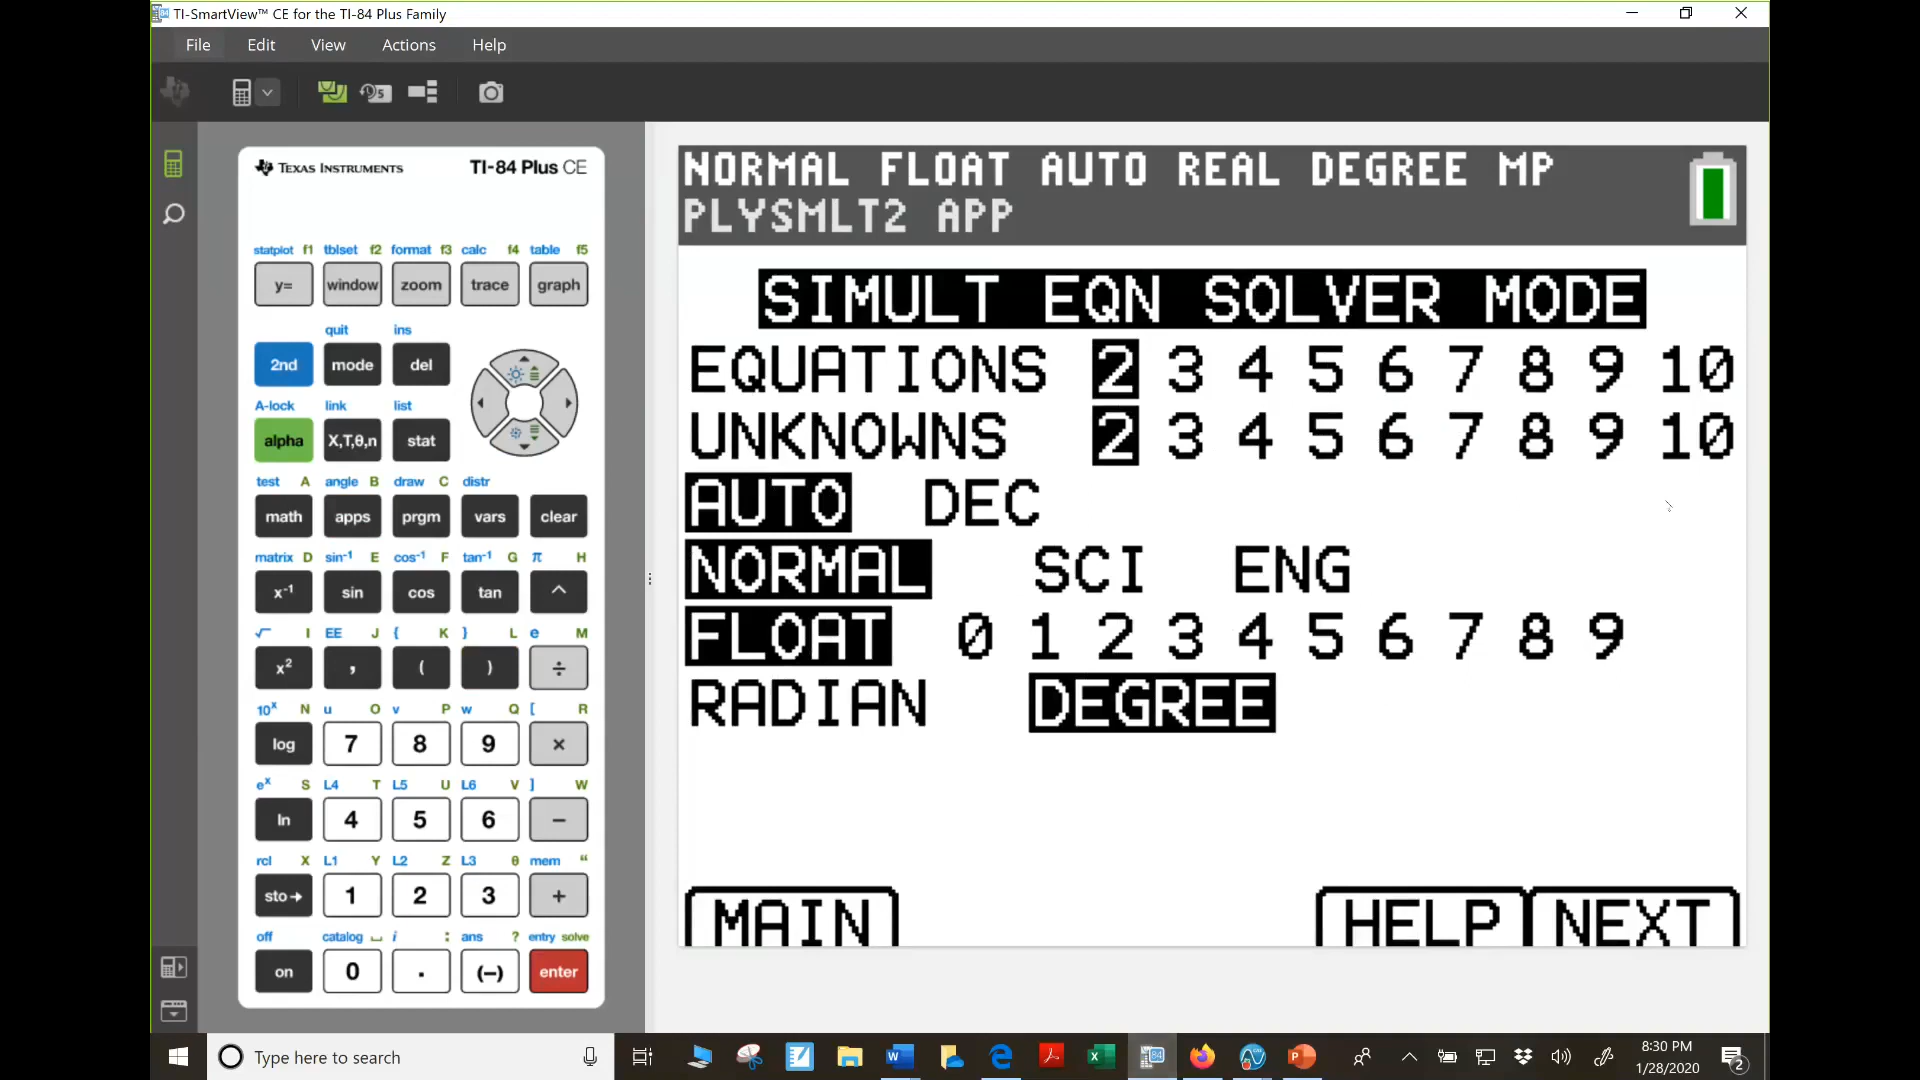 TI-SmartView™ CE for the TI-84 Plus Family
File Edit View Actions Help
TEXAS INSTRUMENTS TI-84 Plus CE
statplot f1 tblset f2 format f3 calc f4 table f5
y= window zoom trace graph
quit ins
2nd mode del
A-lock link list
alpha X,T,θ,n stat
test A angle B draw C distr
math apps prgm vars clear
matrix D sin⁻¹ E cos⁻¹ F tan⁻¹ G π H
x⁻¹ sin cos tan ^
√ I EE J { K } L e M
x² , ( ) ÷
10ˣ N u O v P w Q [ R
log 7 8 9 ×
eˣ S L4 T L5 U L6 V ] W
ln 4 5 6 −
rcl X L1 Y L2 Z L3 θ mem “
sto→ 1 2 3 +
off catalog ⎵ i : ans ? entry solve
on 0 . (−) enter
NORMAL FLOAT AUTO REAL DEGREE MP
PLYSMLT2 APP
SIMULT EQN SOLVER MODE
EQUATIONS 2 3 4 5 6 7 8 9 10
UNKNOWNS 2 3 4 5 6 7 8 9 10
AUTO DEC
NORMAL SCI ENG
FLOAT 0 1 2 3 4 5 6 7 8 9
RADIAN DEGREE
MAIN HELP NEXT
Type here to search
8:30 PM
1/28/2020
2